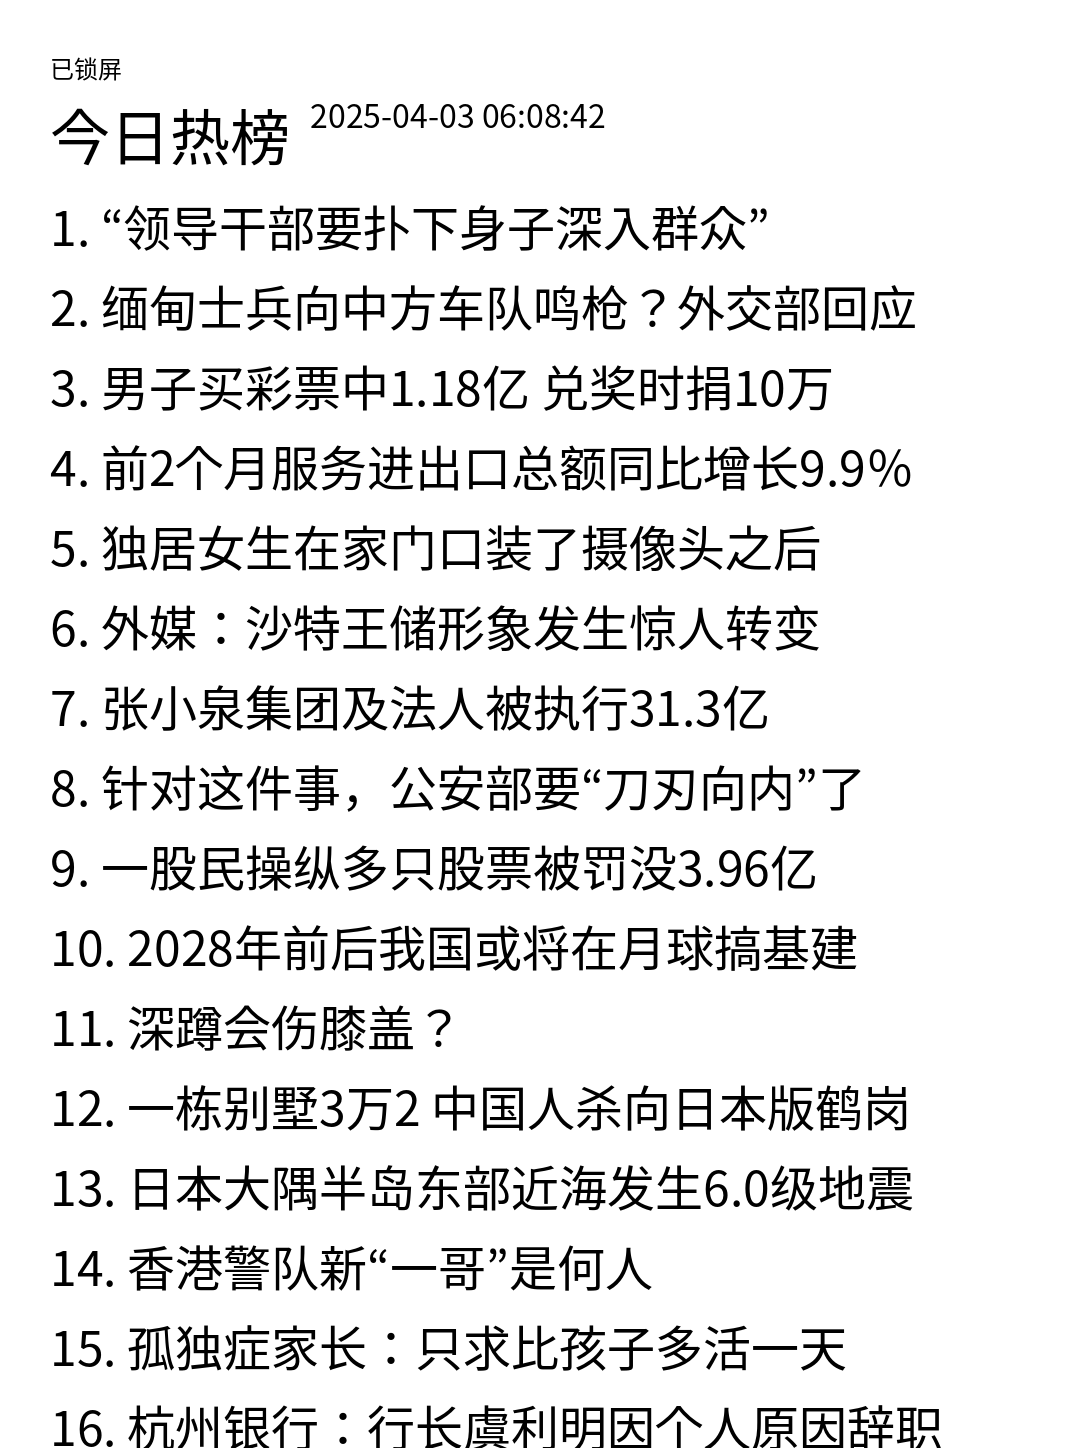 已锁屏
今日热榜 2025-04-03 06:08:42
1. “领导干部要扑下身子深入群众”
2. 缅甸士兵向中方车队鸣枪？外交部回应
3. 男子买彩票中1.18亿 兑奖时捐10万
4. 前2个月服务进出口总额同比增长9.9%
5. 独居女生在家门口装了摄像头之后
6. 外媒：沙特王储形象发生惊人转变
7. 张小泉集团及法人被执行31.3亿
8. 针对这件事，公安部要“刀刃向内”了
9. 一股民操纵多只股票被罚没3.96亿
10. 2028年前后我国或将在月球搞基建
11. 深蹲会伤膝盖？
12. 一栋别墅3万2 中国人杀向日本版鹤岗
13. 日本大隅半岛东部近海发生6.0级地震
14. 香港警队新“一哥”是何人
15. 孤独症家长：只求比孩子多活一天
16. 杭州银行：行长虞利明因个人原因辞职